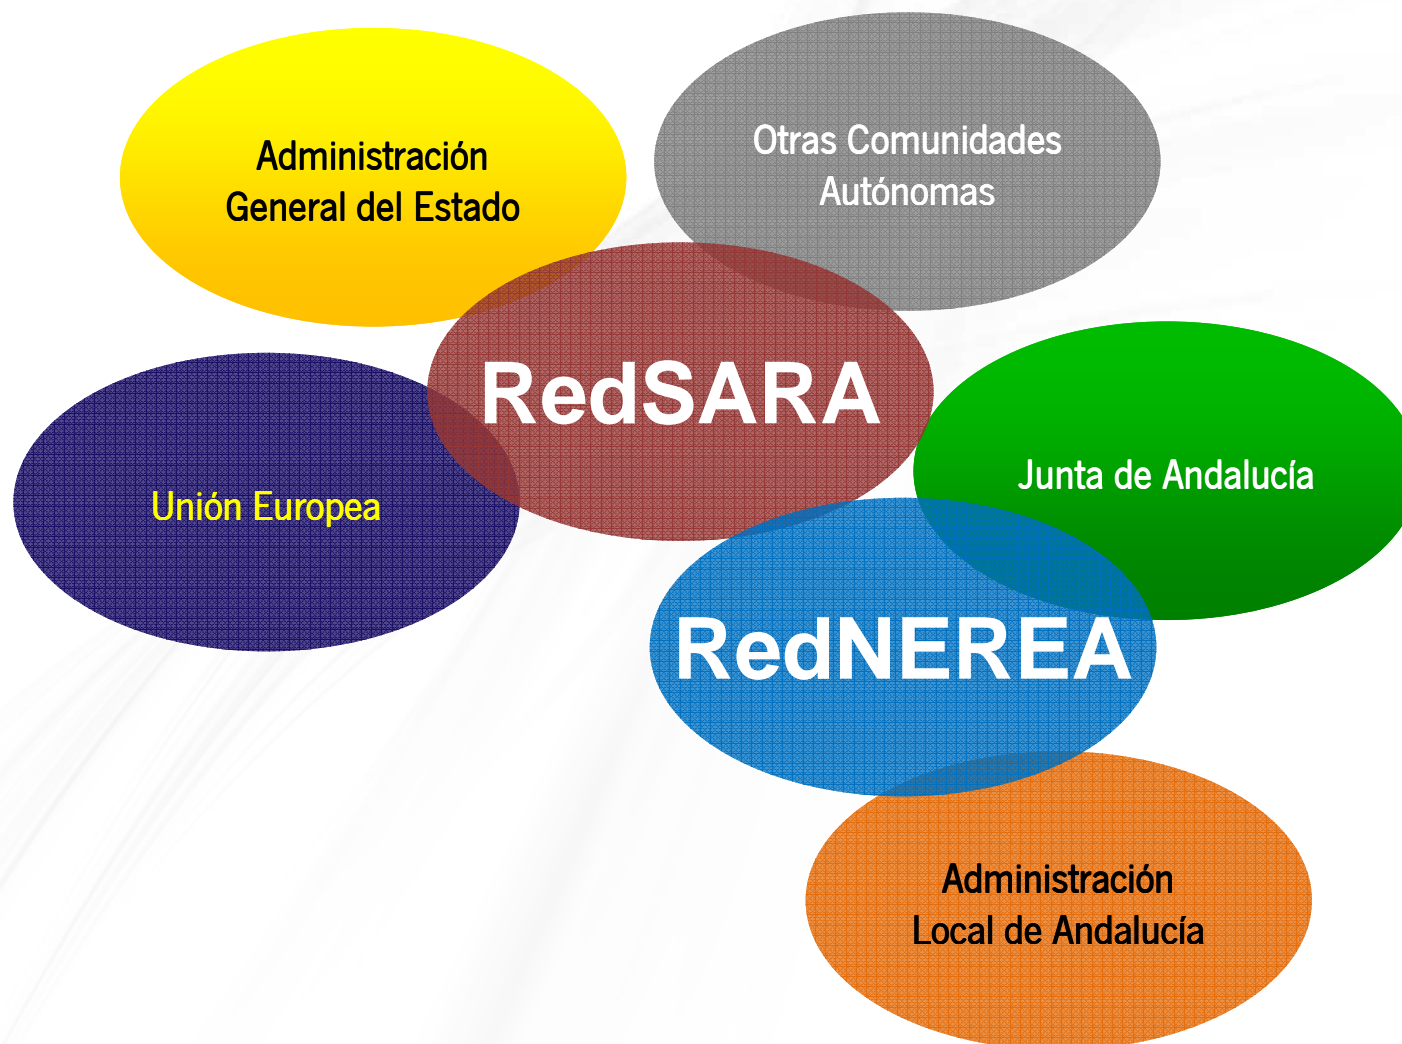 Administración
General del Estado
Otras Comunidades
Autónomas
RedSARA
Junta de Andalucía
Unión Europea
RedNEREA
Administración
Local de Andalucía